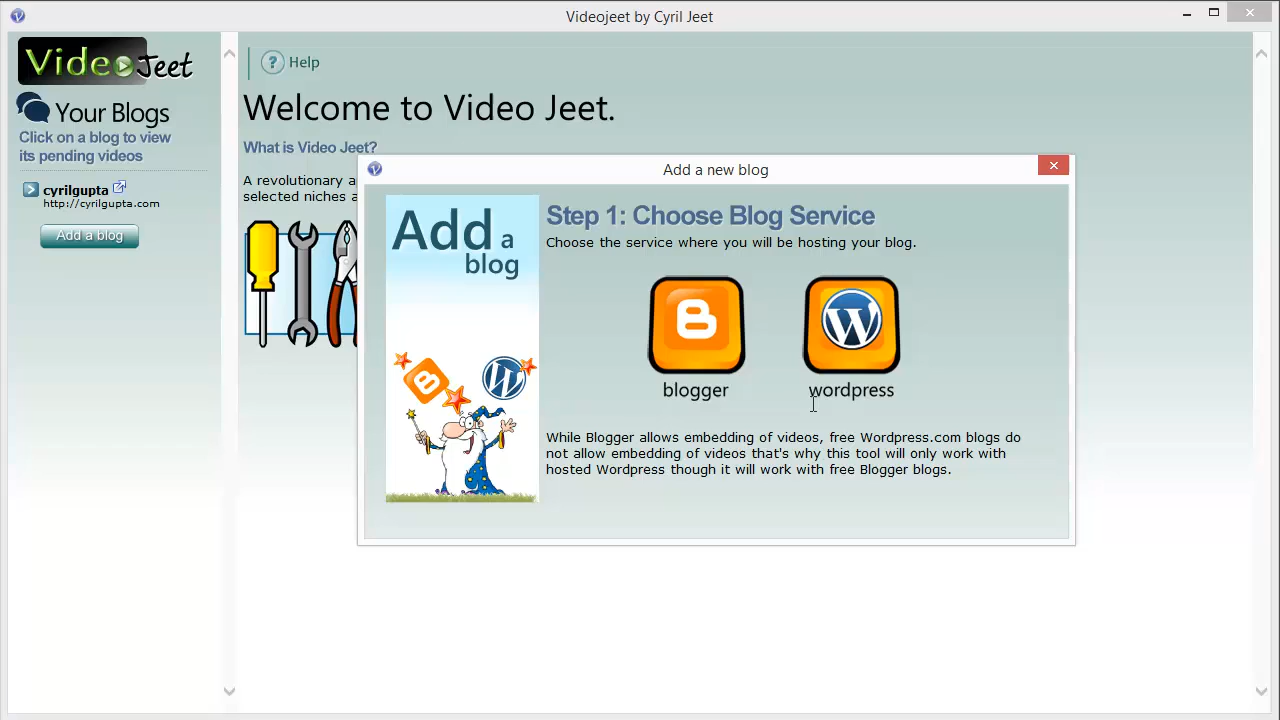 Videojeet by Cyril Jeet
Video Jeet
Your Blogs
Click on a blog to view
its pending videos
cyrilgupta
http://cyrilgupta.com
Add a blog
? Help
Welcome to Video Jeet.
What is Video Jeet?
A revolutionary a
selected niches a
Add a new blog
Add a
blog
Step 1: Choose Blog Service
Choose the service where you will be hosting your blog.
blogger
wordpress
While Blogger allows embedding of videos, free Wordpress.com blogs do
not allow embedding of videos that's why this tool will only work with
hosted Wordpress though it will work with free Blogger blogs.